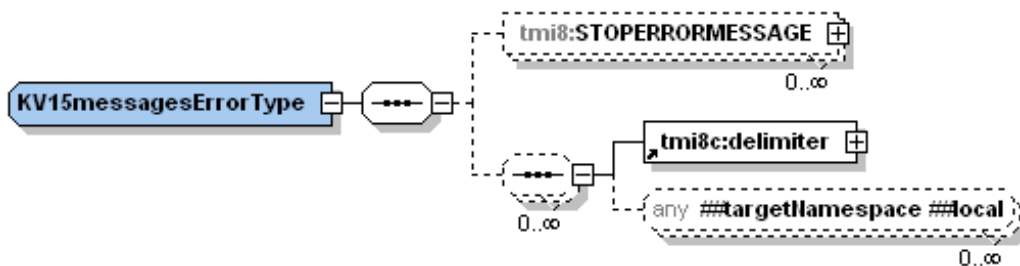 tmi8:STOPERRORMESSAGE
0..∞
KV15messagesErrorType
tmi8c:delimiter
0..∞
any ##targetNamespace ##local
0..∞